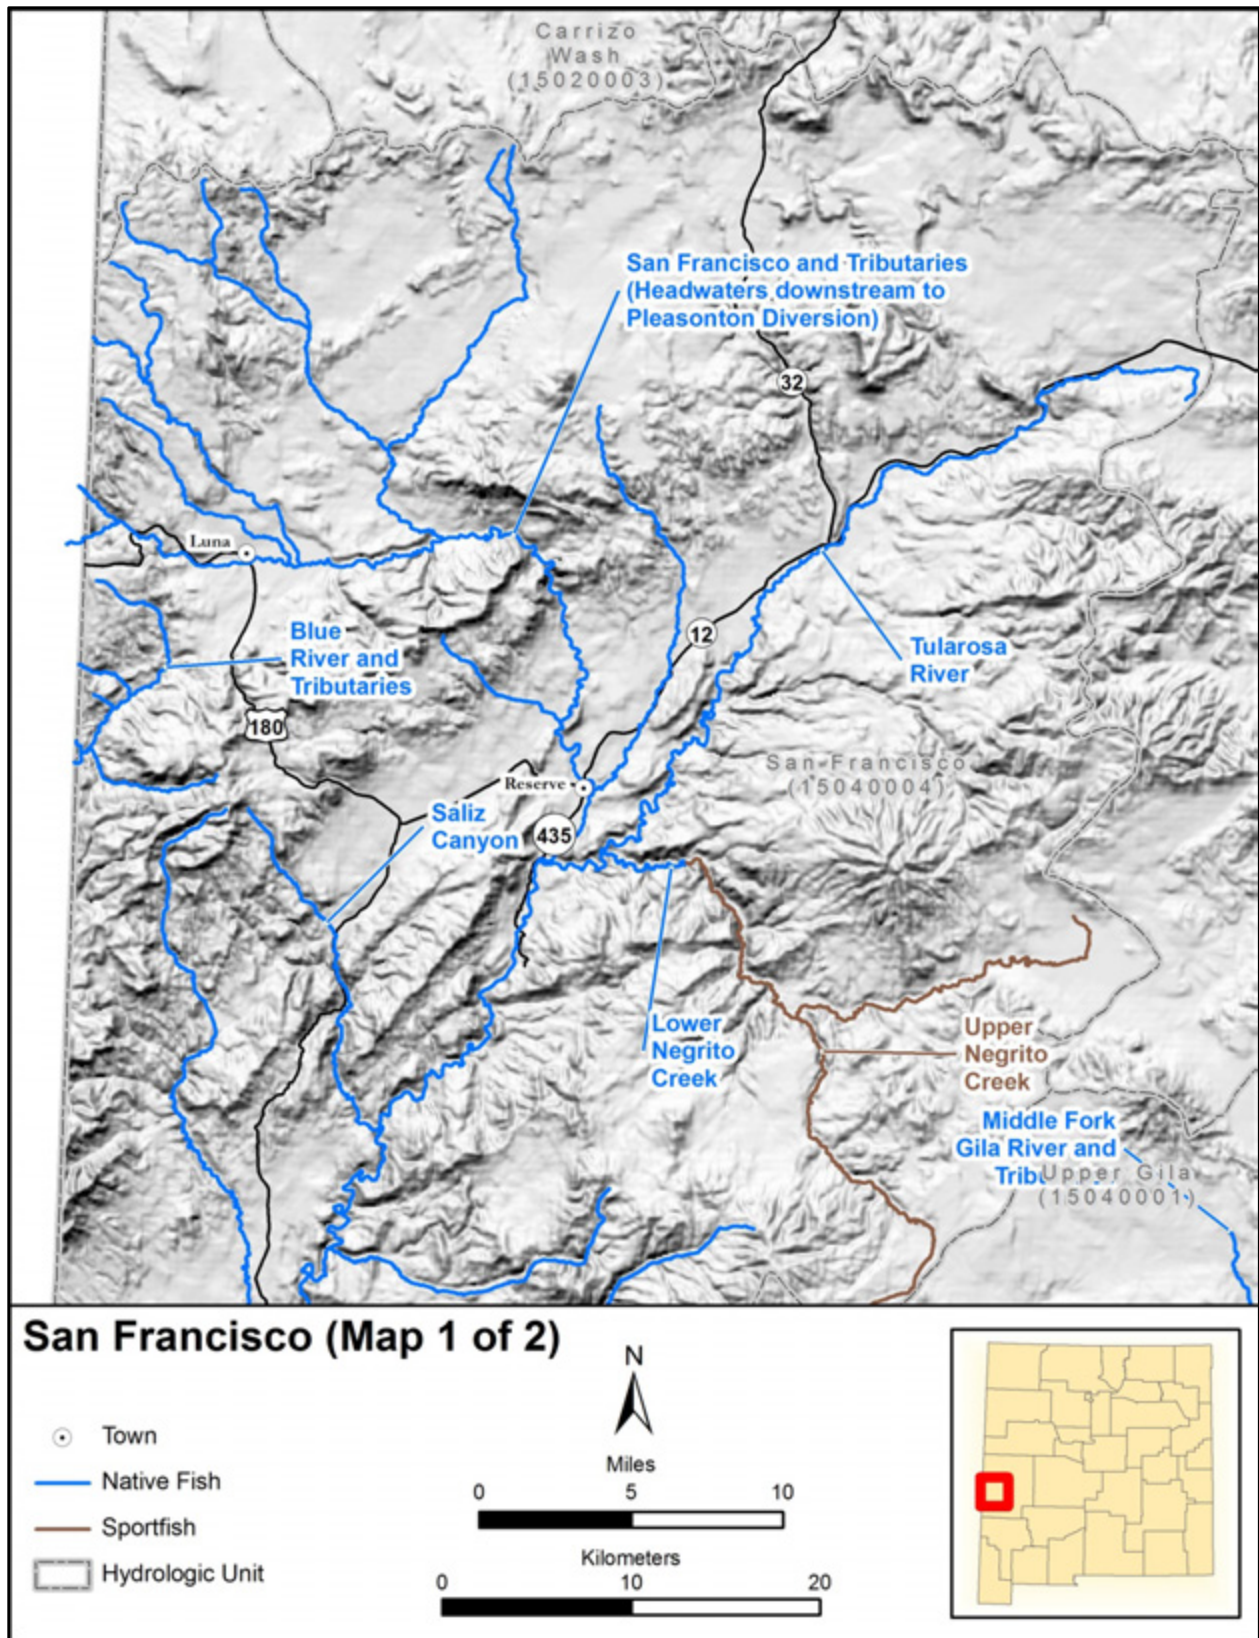 Carrizo
Wash
(15020003)
San Francisco and Tributaries
(Headwaters downstream to
Pleasonton Diversion)
32
Luna
12
Blue
River and
Tributaries
Tularosa
River
180
San Francisco
(15040004)
Reserve
Saliz
Canyon
435
Lower
Negrito
Creek
Upper
Negrito
Creek
Middle Fork
Gila River and
Upper Gila
(15040001)
San Francisco (Map 1 of 2)
Town
Native Fish
Sportfish
Hydrologic Unit
N
Miles
0 5 10
Kilometers
0 10 20